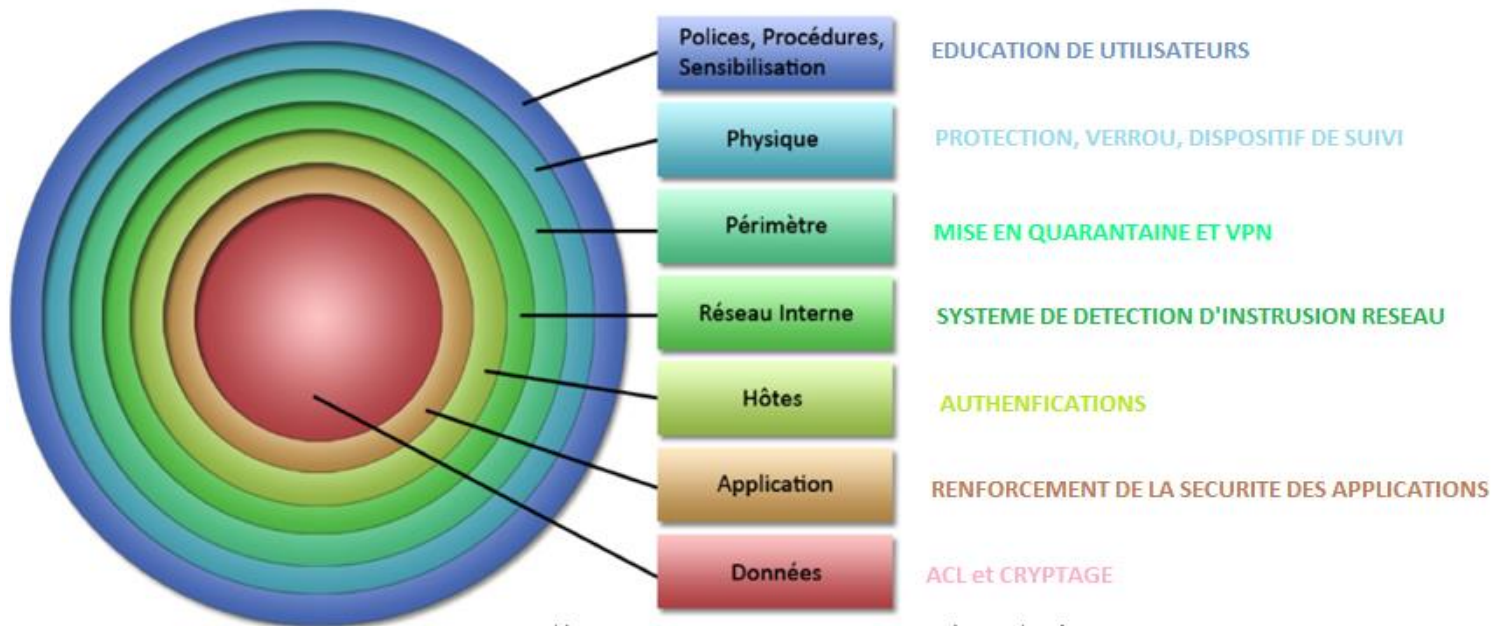 Polices, Procédures,
Sensibilisation
EDUCATION DE UTILISATEURS
Physique
PROTECTION, VERROU, DISPOSITIF DE SUIVI
Périmètre
MISE EN QUARANTAINE ET VPN
Réseau Interne
SYSTEME DE DETECTION D'INSTRUSION RESEAU
Hôtes
AUTHENFICATIONS
Application
RENFORCEMENT DE LA SECURITE DES APPLICATIONS
Données
ACL et CRYPTAGE